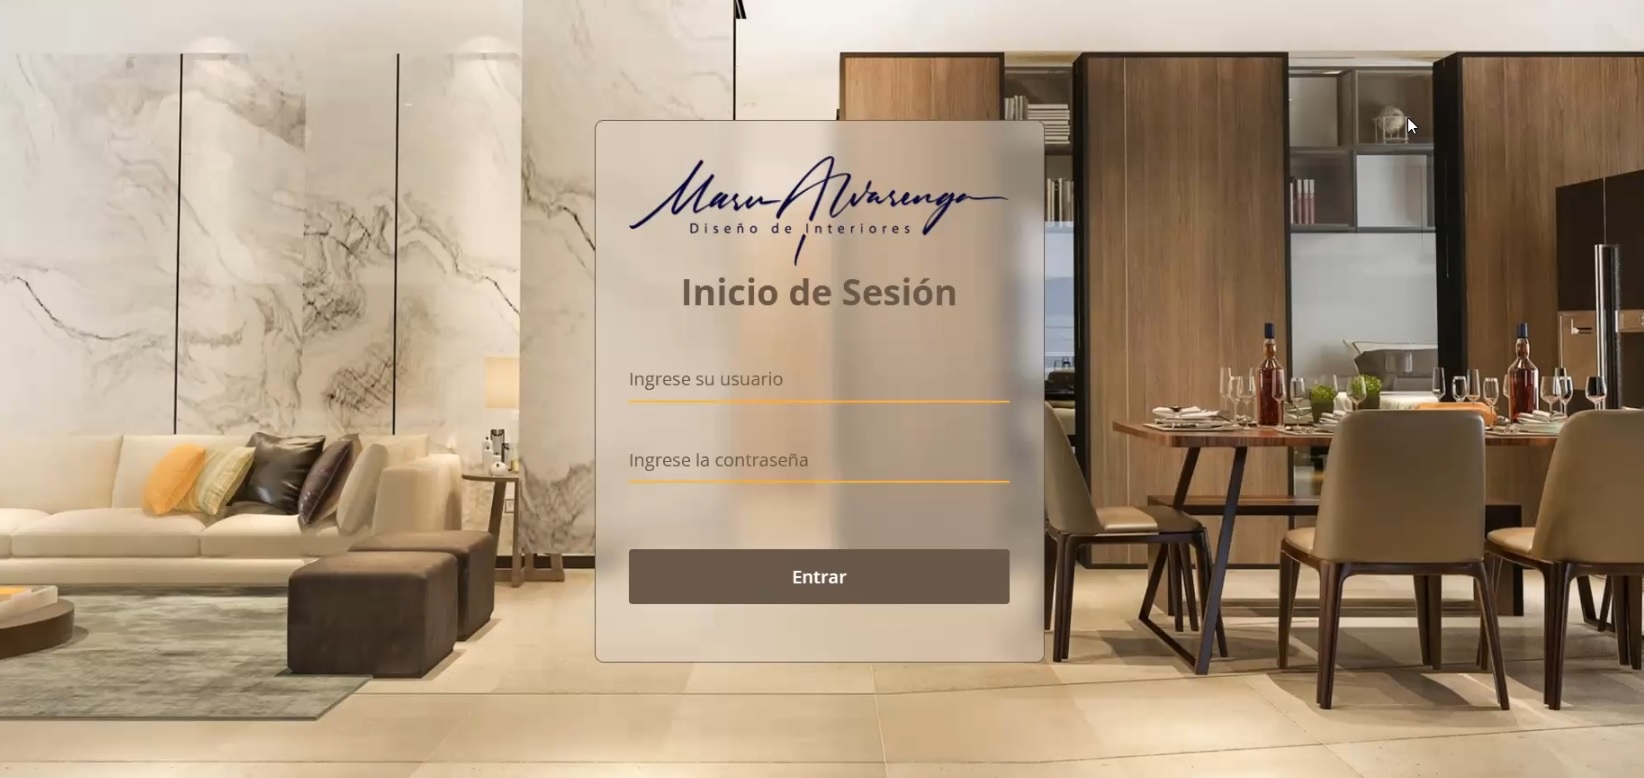 Maru Alvarenga
Diseño de Interiores
Inicio de Sesión
Ingrese su usuario
Ingrese la contraseña
Entrar